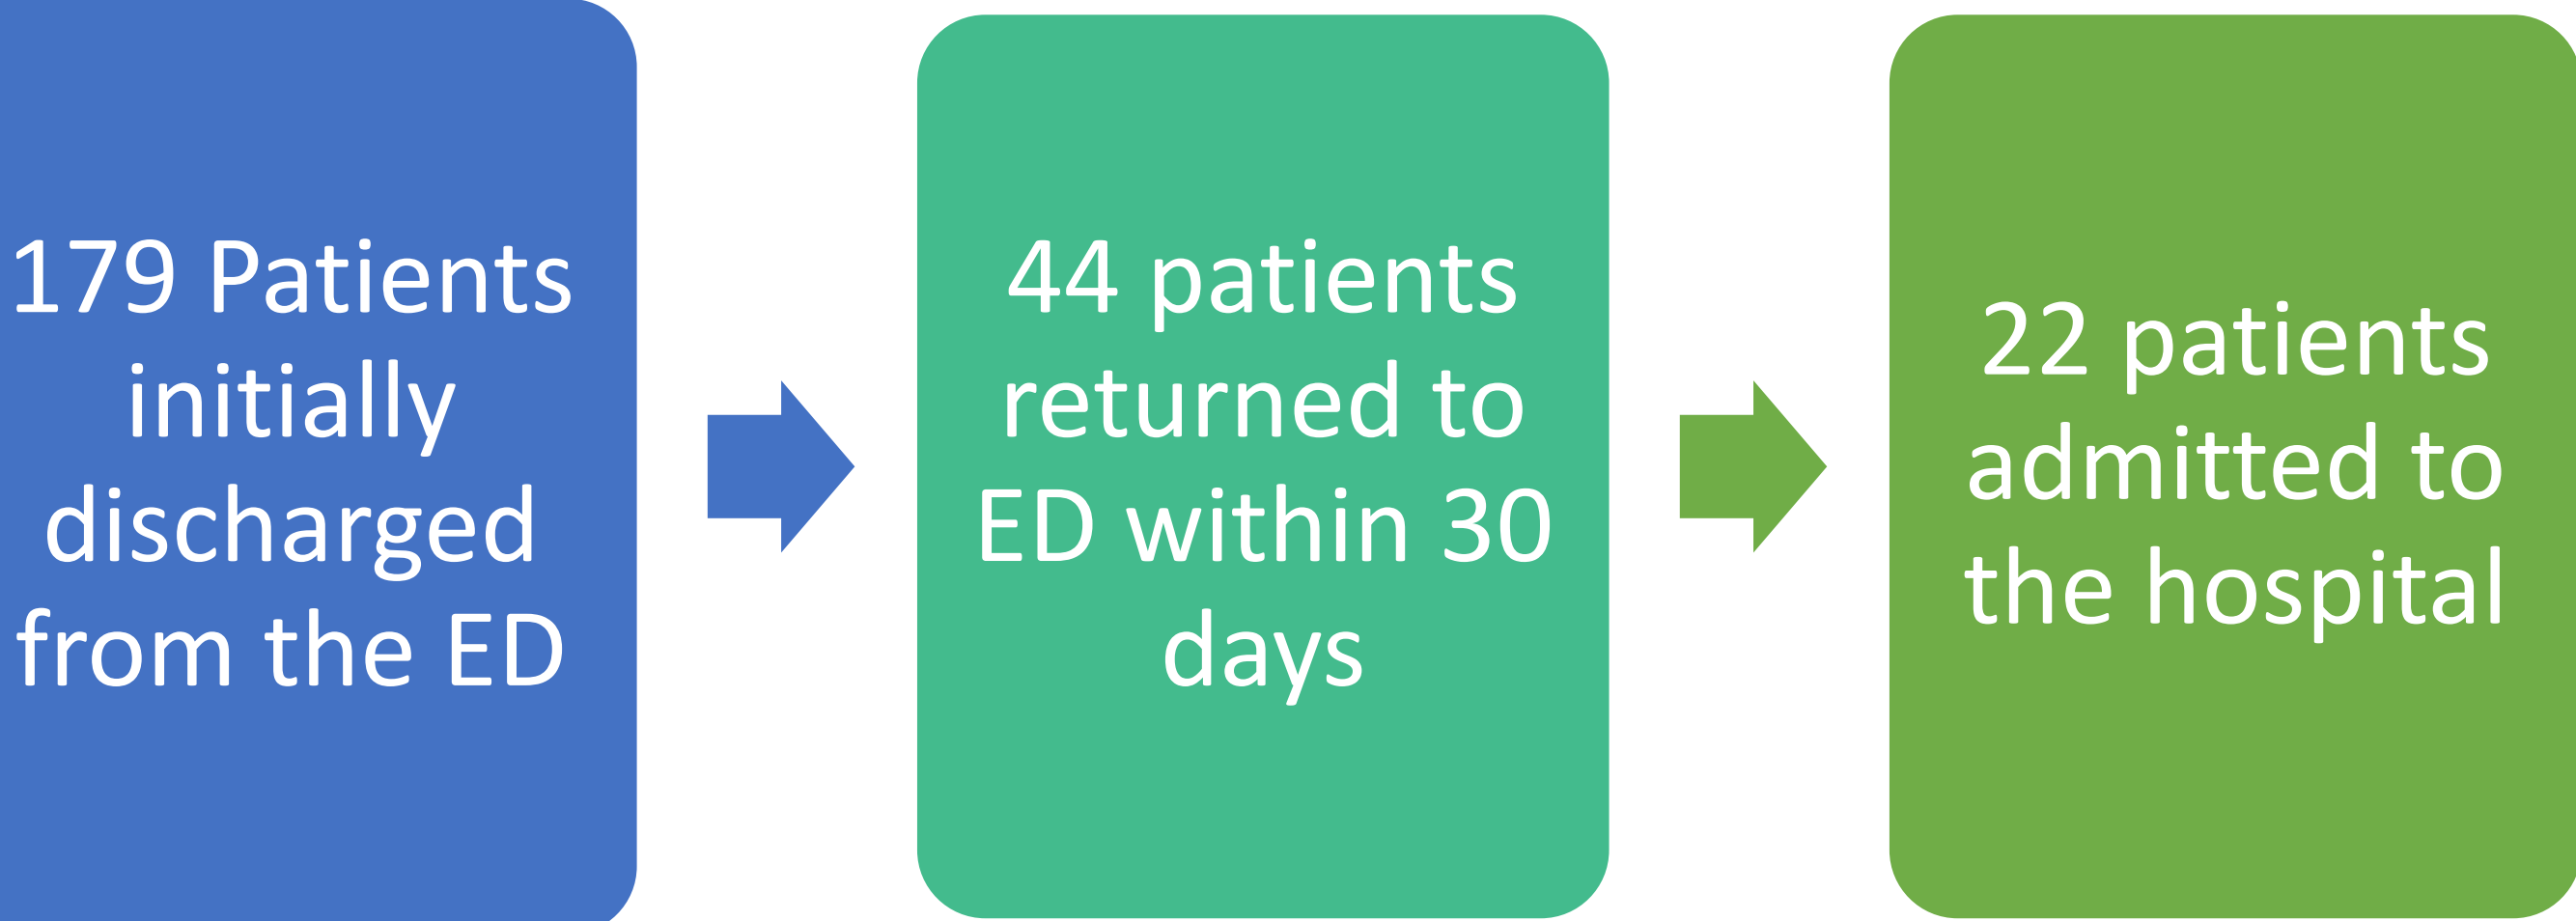 179 Patients
initially
discharged
from the ED
44 patients
returned to
ED within 30
days
22 patients
admitted to
the hospital